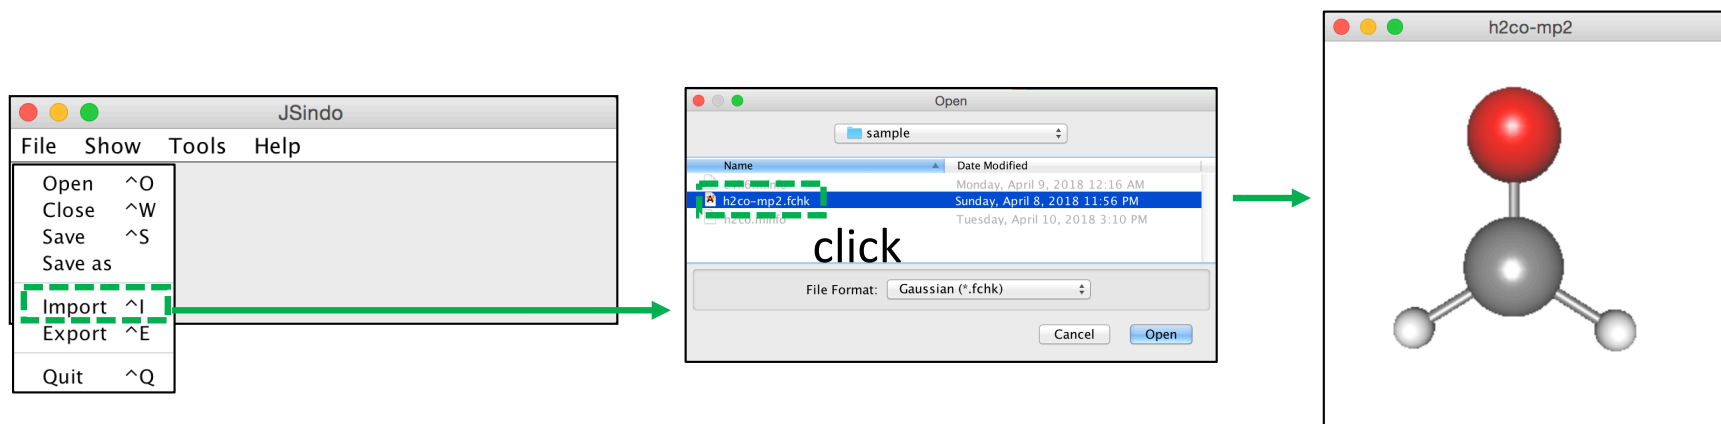 JSindo
File Show Tools Help
Open ^O
Close ^W
Save ^S
Save as
Import ^I
Export ^E
Quit ^Q
Open
sample
Name Date Modified
Monday, April 9, 2018 12:16 AM
h2co-mp2.fchk Sunday, April 8, 2018 11:56 PM
h2co.minfo Tuesday, April 10, 2018 3:10 PM
click
File Format: Gaussian (*.fchk)
Cancel Open
h2co-mp2